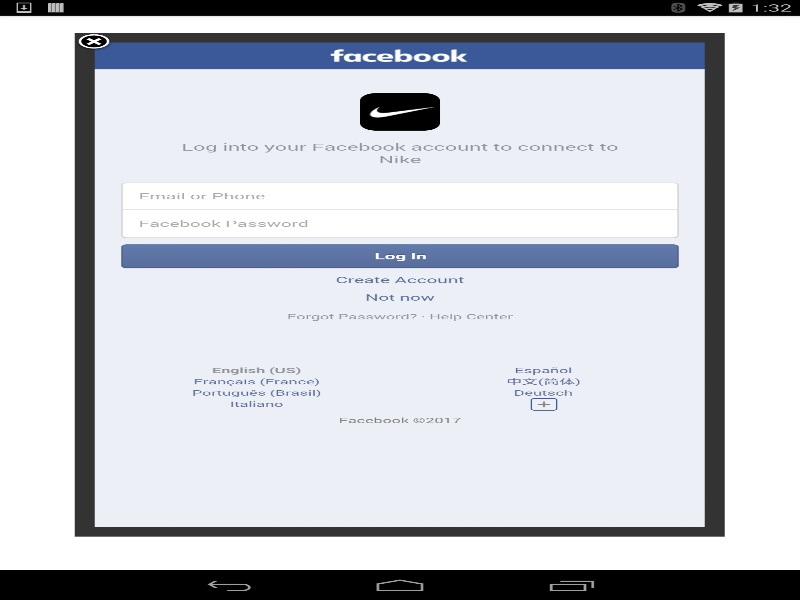 1:32
facebook
Log into your Facebook account to connect to
Nike
Email or Phone
Facebook Password
Log In
Create Account
Not now
Forgot Password? · Help Center
English (US)
Español
Français (France)
中文(简体)
Português (Brasil)
Deutsch
Italiano
+
Facebook ©2017